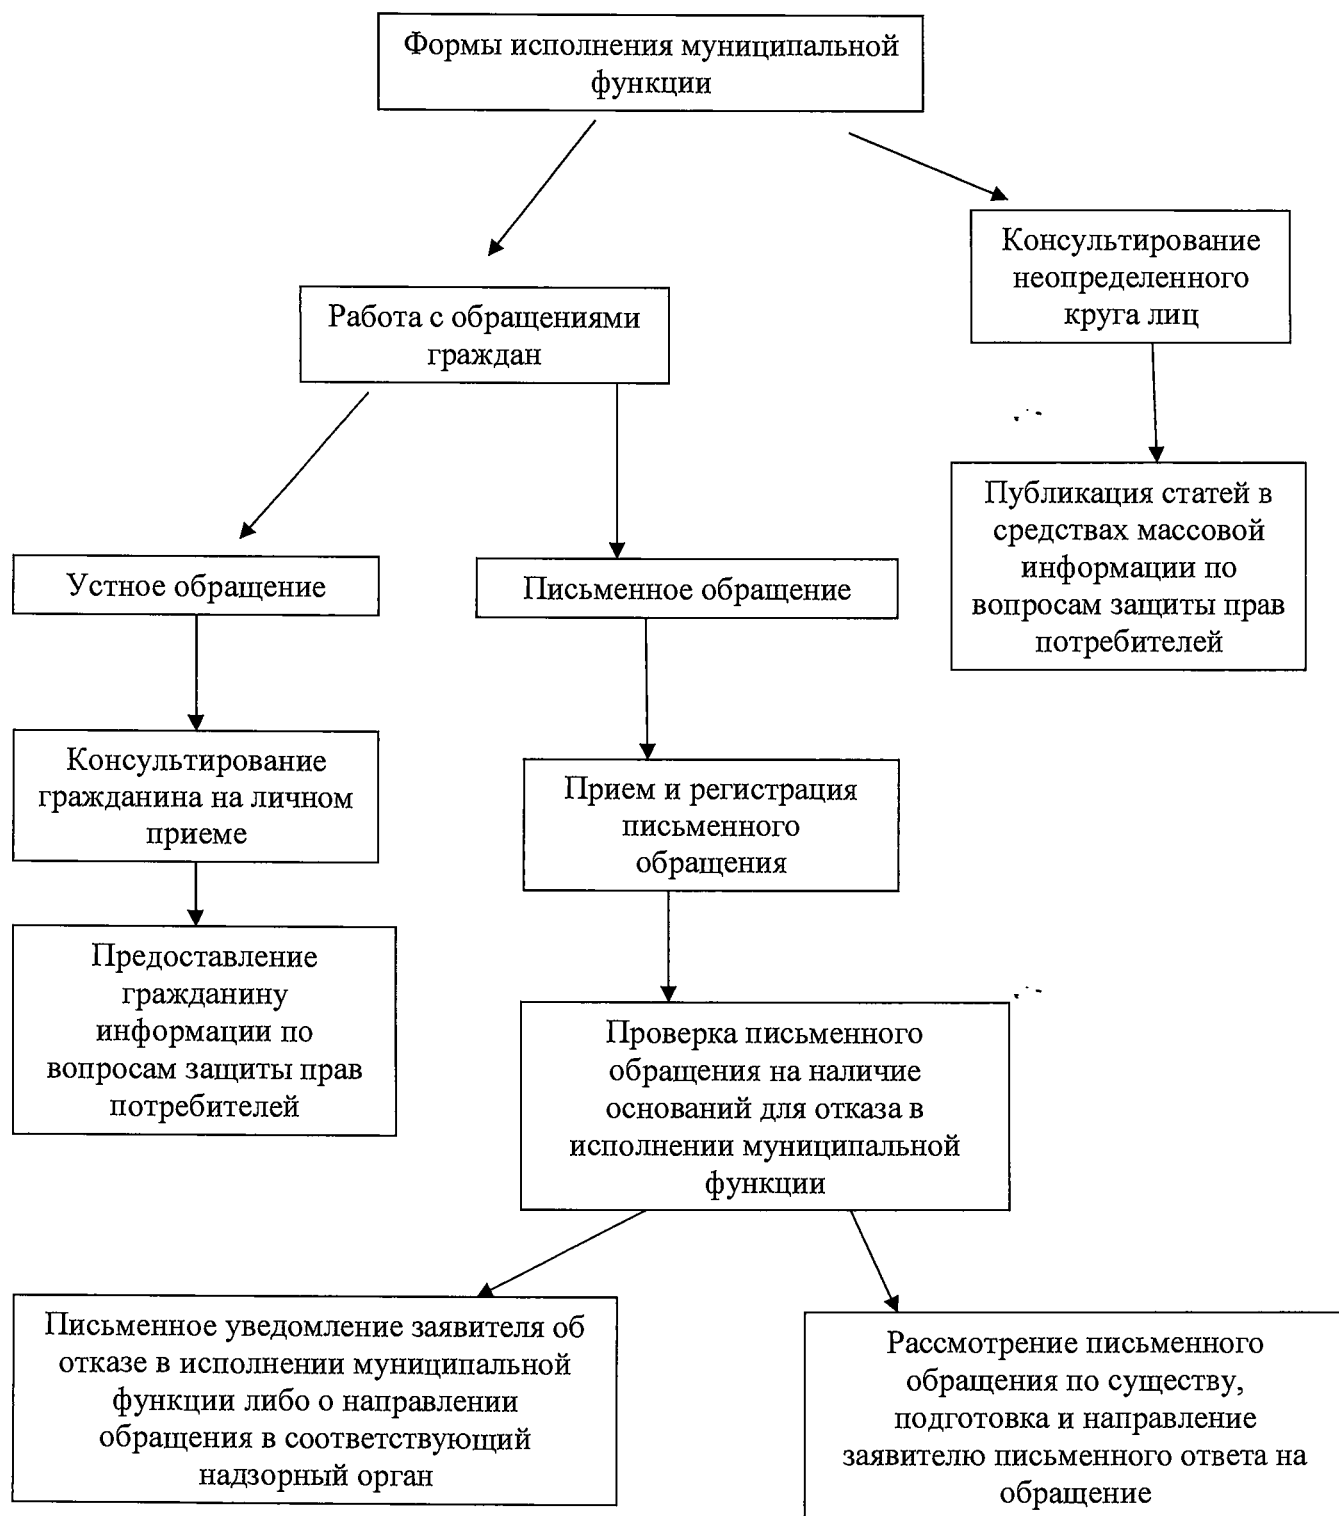 Формы исполнения муниципальной
функции
Консультирование
неопределенного
круга лиц
Работа с обращениями
граждан
Публикация статей в
средствах массовой
информации по
вопросам защиты прав
потребителей
Устное обращение
Письменное обращение
Консультирование
гражданина на личном
приеме
Прием и регистрация
письменного
обращения
Предоставление
гражданину
информации по
вопросам защиты прав
потребителей
Проверка письменного
обращения на наличие
оснований для отказа в
исполнении муниципальной
функции
Письменное уведомление заявителя об
отказе в исполнении муниципальной
функции либо о направлении
обращения в соответствующий
надзорный орган
Рассмотрение письменного
обращения по существу,
подготовка и направление
заявителю письменного ответа на
обращение